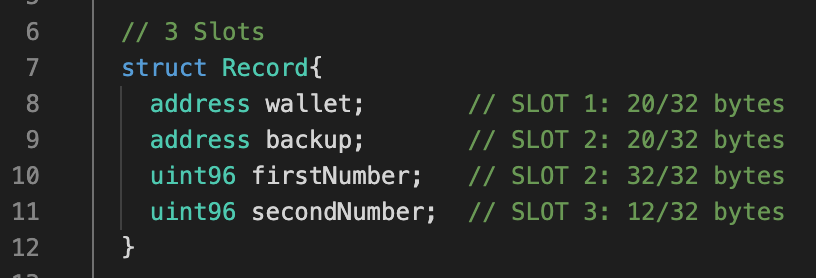 6 // 3 Slots
7 struct Record{
8 address wallet; // SLOT 1: 20/32 bytes
9 address backup; // SLOT 2: 20/32 bytes
10 uint96 firstNumber; // SLOT 2: 32/32 bytes
11 uint96 secondNumber; // SLOT 3: 12/32 bytes
12 }